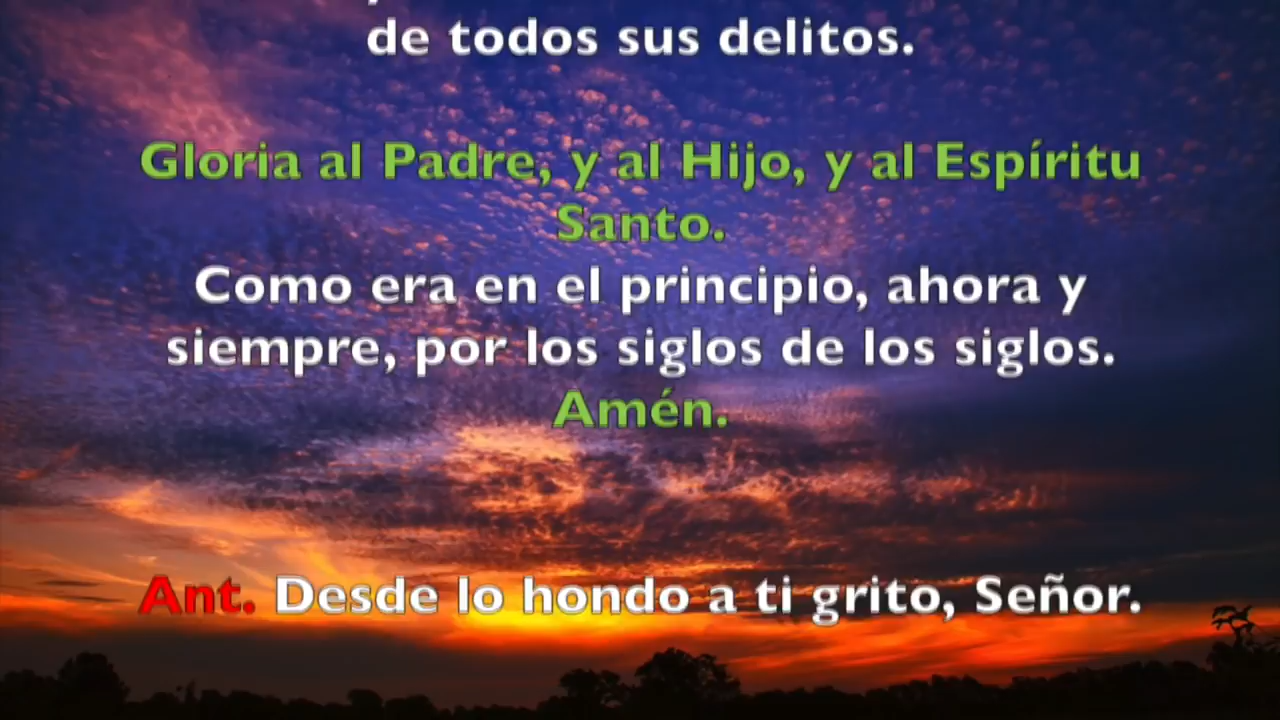 de todos sus delitos.
Gloria al Padre, y al Hijo, y al Espíritu
Santo.
Como era en el principio, ahora y
siempre, por los siglos de los siglos.
Amén.
Ant. Desde lo hondo a ti grito, Señor.